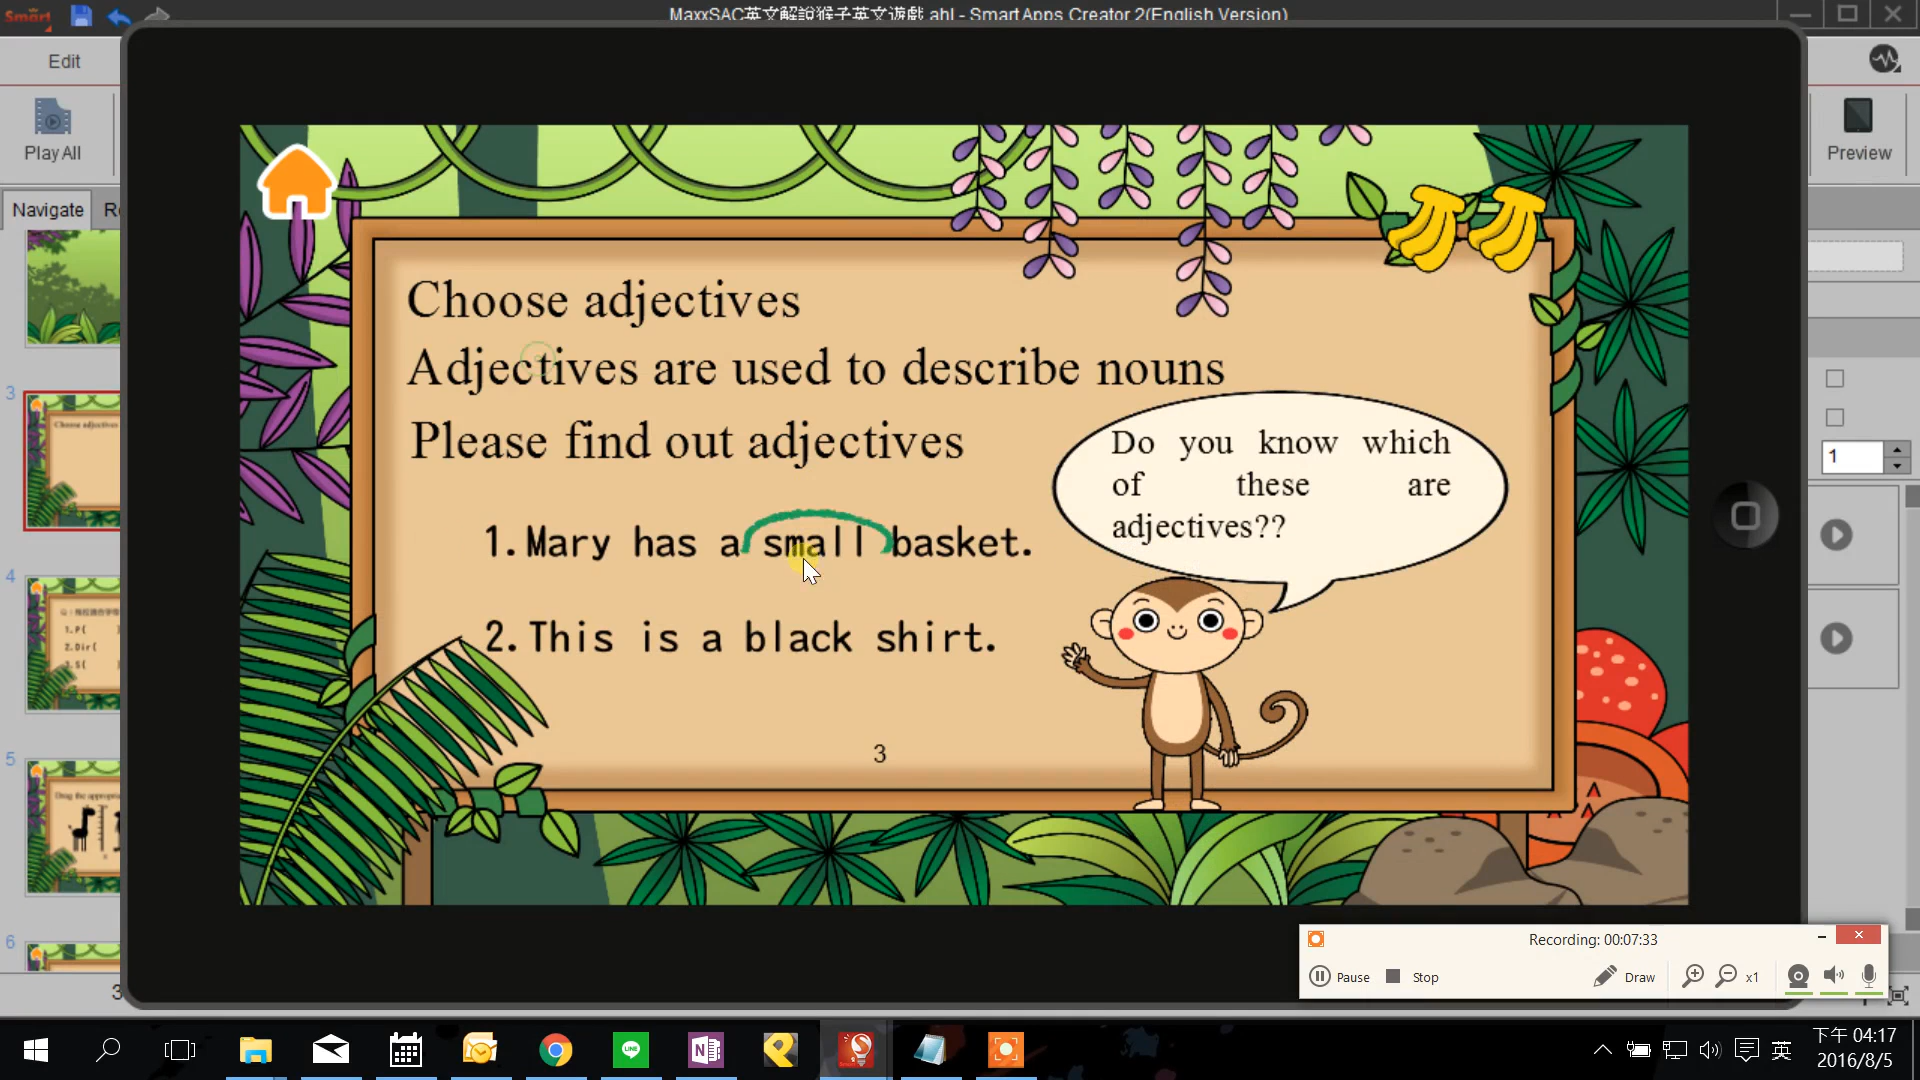 Smart
MaxxSAC英文解說猴子英文遊戲.ahl - SmartApps Creator 2(English Version)
Edit
Play All
Preview
Navigate
Choose adjectives
Adjectives are used to describe nouns
Please find out adjectives
Do you know which
of these are
adjectives??
1.Mary has a small basket.
2.This is a black shirt.
3
3
4
5
6
1
3
Recording: 00:07:33
Pause
Stop
Draw
x1
下午 04:17
2016/8/5
英